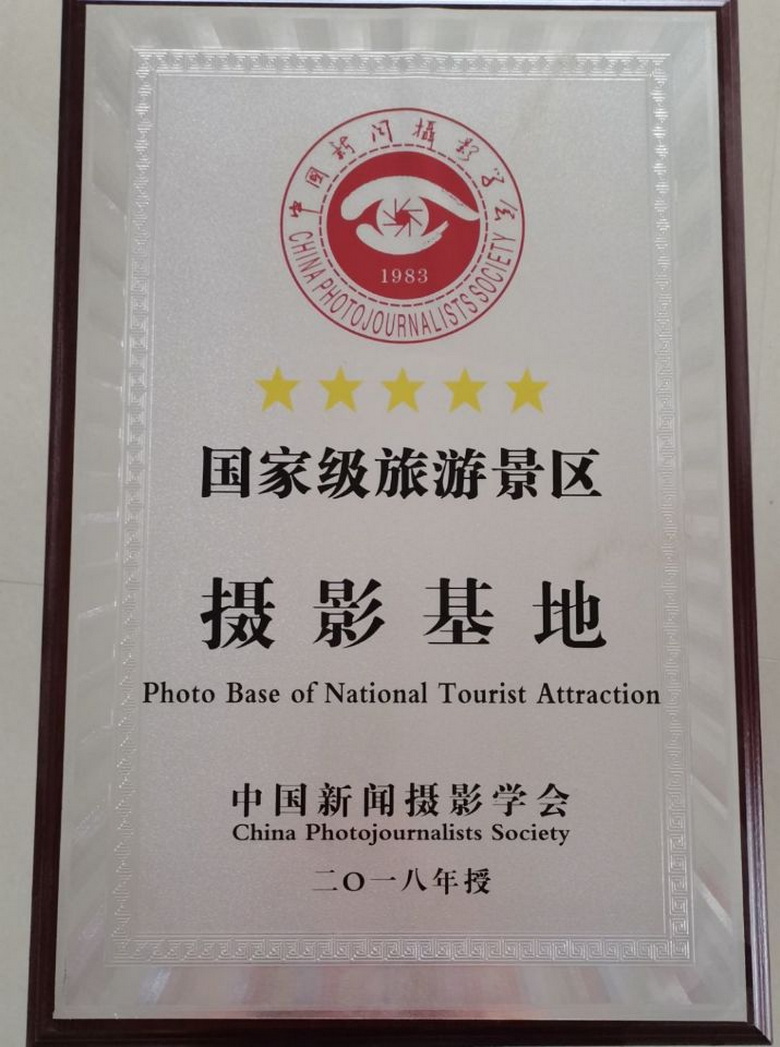 中国新闻摄影学会
1983
CHINA PHOTOJOURNALISTS SOCIETY
国家级旅游景区
摄影基地
Photo Base of National Tourist Attraction
中国新闻摄影学会
China Photojournalists Society
二〇一八年授